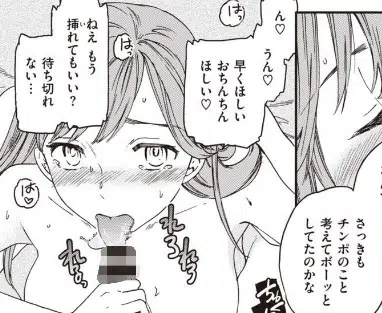 さっきも
チンポのこと
考えてボーッと
してたのかな
ん♡
うん♡
早くほしい
おちんちん
ほしい♡
ねえ もう
挿れてもいい?
待ち切れ
ない…
はっ
はっ♡
れろ
れろ